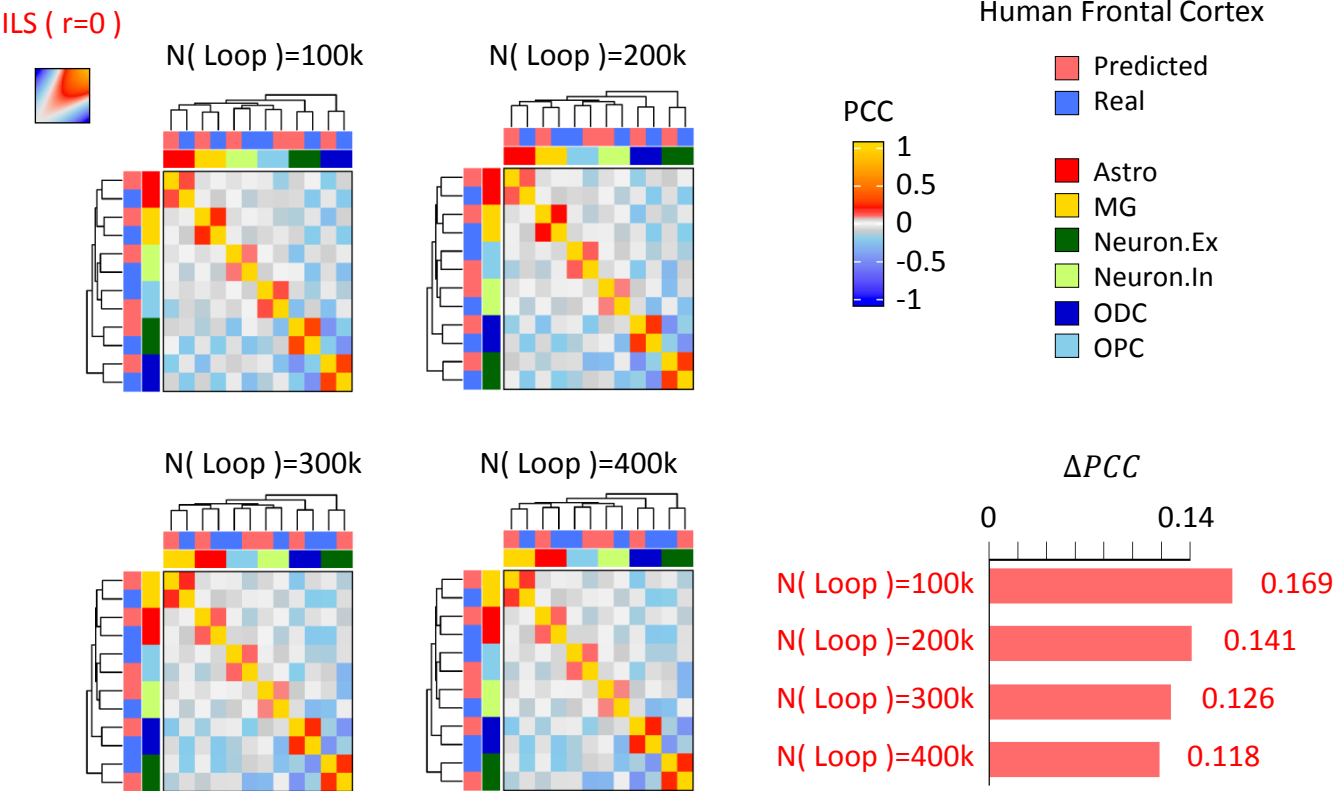 ILS ( r=0 )
N( Loop )=100k
N( Loop )=200k
Human Frontal Cortex
Predicted
Real
PCC
1
0.5
0
-0.5
-1
Astro
MG
Neuron.Ex
Neuron.In
ODC
OPC
N( Loop )=300k
N( Loop )=400k
ΔPCC
0
0.14
N( Loop )=100k 0.169
N( Loop )=200k 0.141
N( Loop )=300k 0.126
N( Loop )=400k 0.118